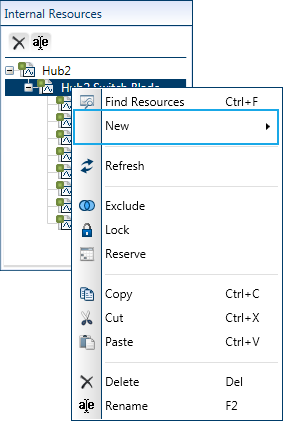 Internal Resources
a|e
Hub2
Hub2 Switch Blade
Find Resources Ctrl+F
New
Refresh
Exclude
Lock
Reserve
Copy Ctrl+C
Cut Ctrl+X
Paste Ctrl+V
Delete Del
a|e Rename F2